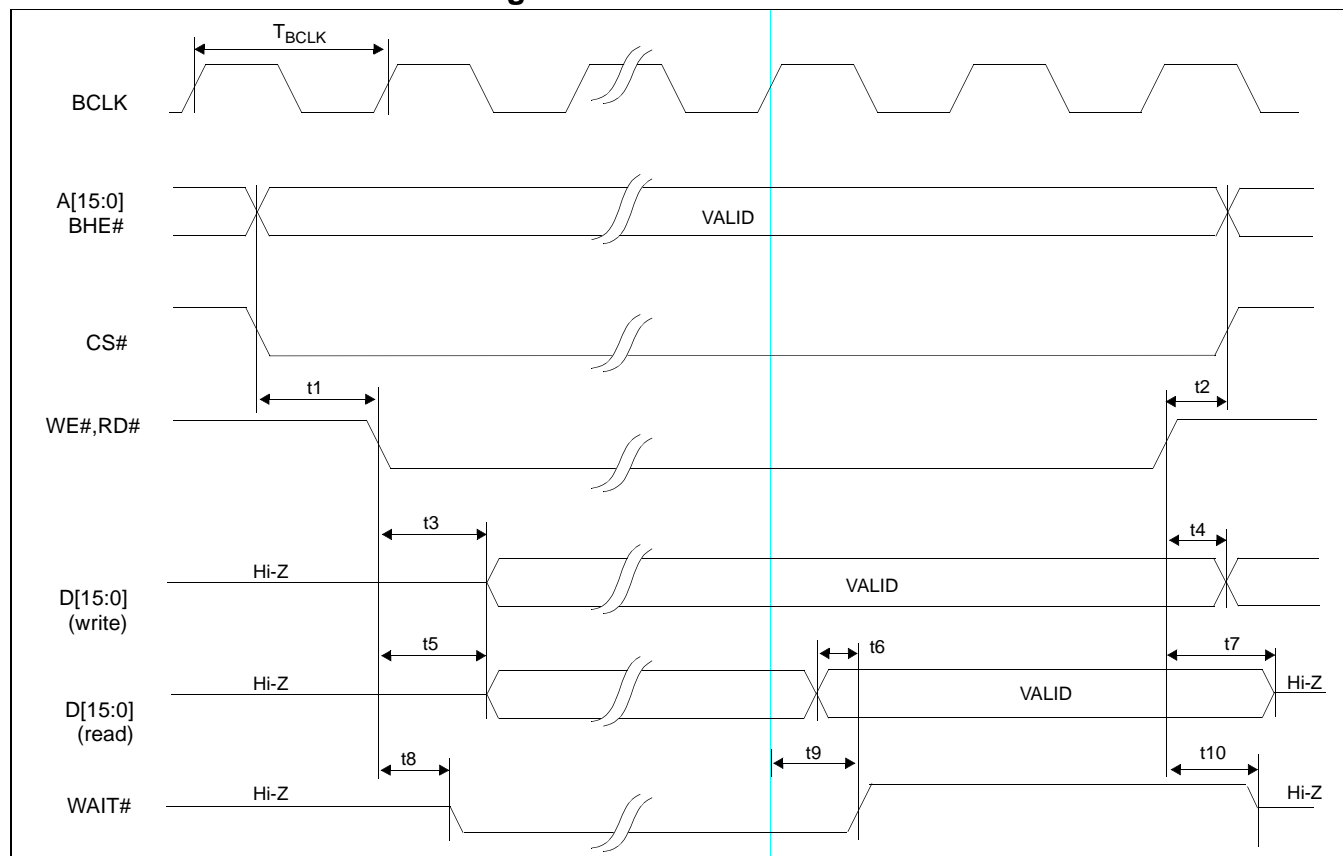 g
TBCLK
BCLK
A[15:0]
BHE#
VALID
CS#
t1
t2
WE#,RD#
t3
t4
Hi-Z
VALID
D[15:0]
(write)
t5
t6
t7
Hi-Z
VALID
Hi-Z
D[15:0]
(read)
t8
t9
t10
Hi-Z
Hi-Z
WAIT#